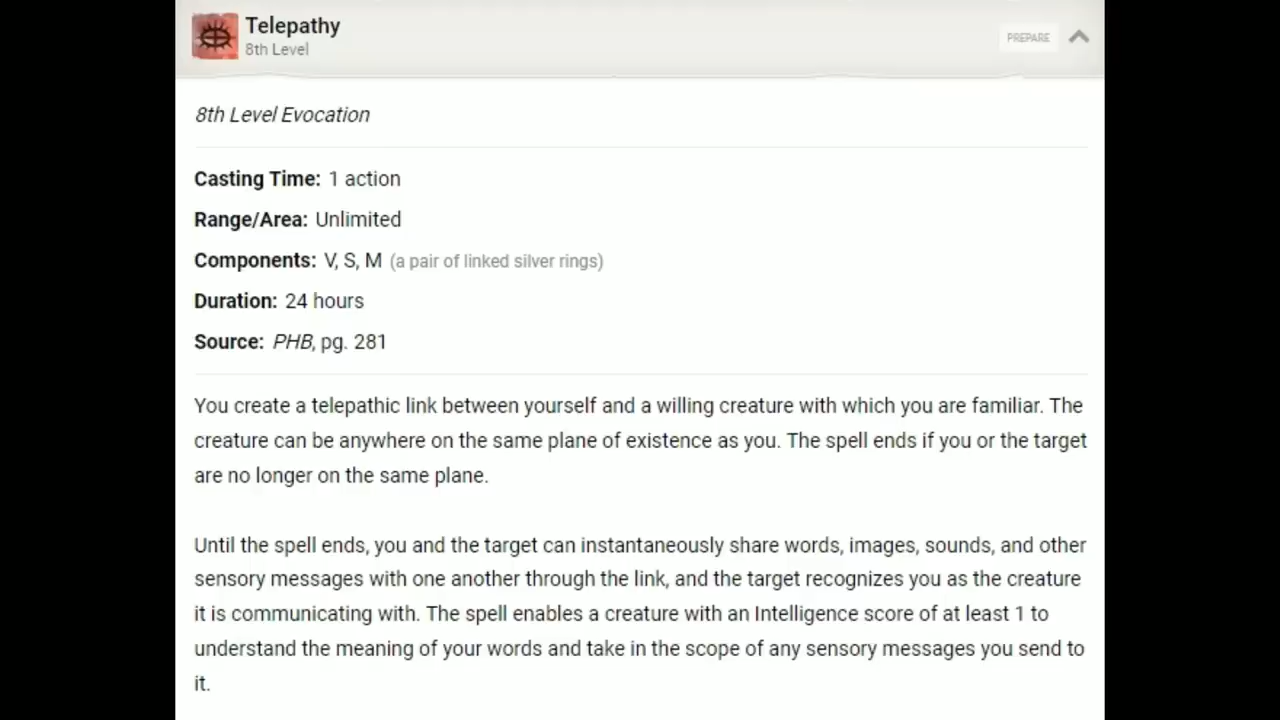 Telepathy
8th Level
PREPARE
8th Level Evocation
Casting Time: 1 action
Range/Area: Unlimited
Components: V, S, M (a pair of linked silver rings)
Duration: 24 hours
Source: PHB, pg. 281
You create a telepathic link between yourself and a willing creature with which you are familiar. The
creature can be anywhere on the same plane of existence as you. The spell ends if you or the target
are no longer on the same plane.
Until the spell ends, you and the target can instantaneously share words, images, sounds, and other
sensory messages with one another through the link, and the target recognizes you as the creature
it is communicating with. The spell enables a creature with an Intelligence score of at least 1 to
understand the meaning of your words and take in the scope of any sensory messages you send to
it.